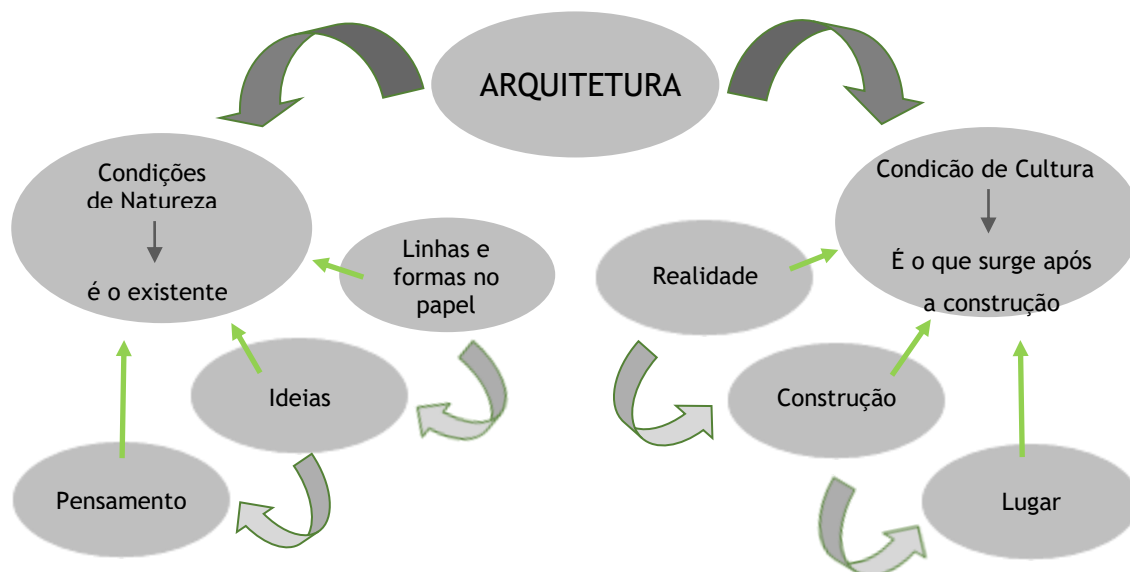 ARQUITETURA
Condições
de Natureza
é o existente
Linhas e
formas no
papel
Ideias
Pensamento
Condicão de Cultura
É o que surge após
a construção
Realidade
Construção
Lugar